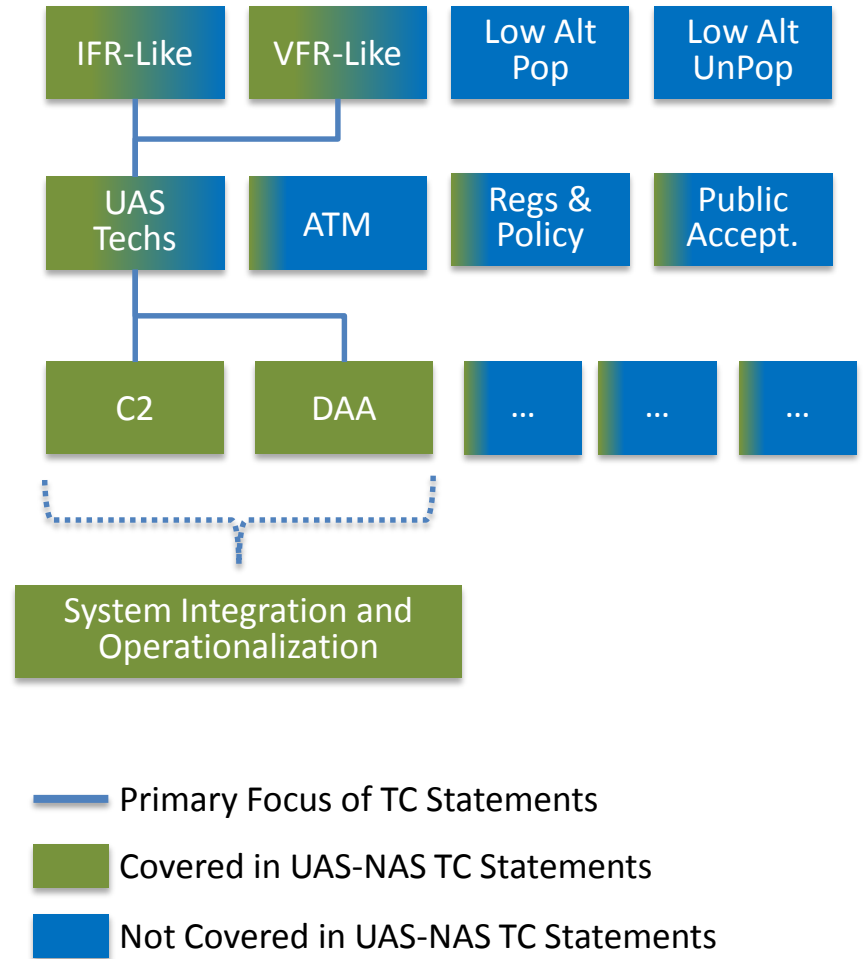 IFR-Like
VFR-Like
Low Alt
Pop
Low Alt
UnPop
UAS
Techs
ATM
Regs &
Policy
Public
Accept.
C2
DAA
...
...
...
System Integration and
Operationalization
Primary Focus of TC Statements
Covered in UAS-NAS TC Statements
Not Covered in UAS-NAS TC Statements